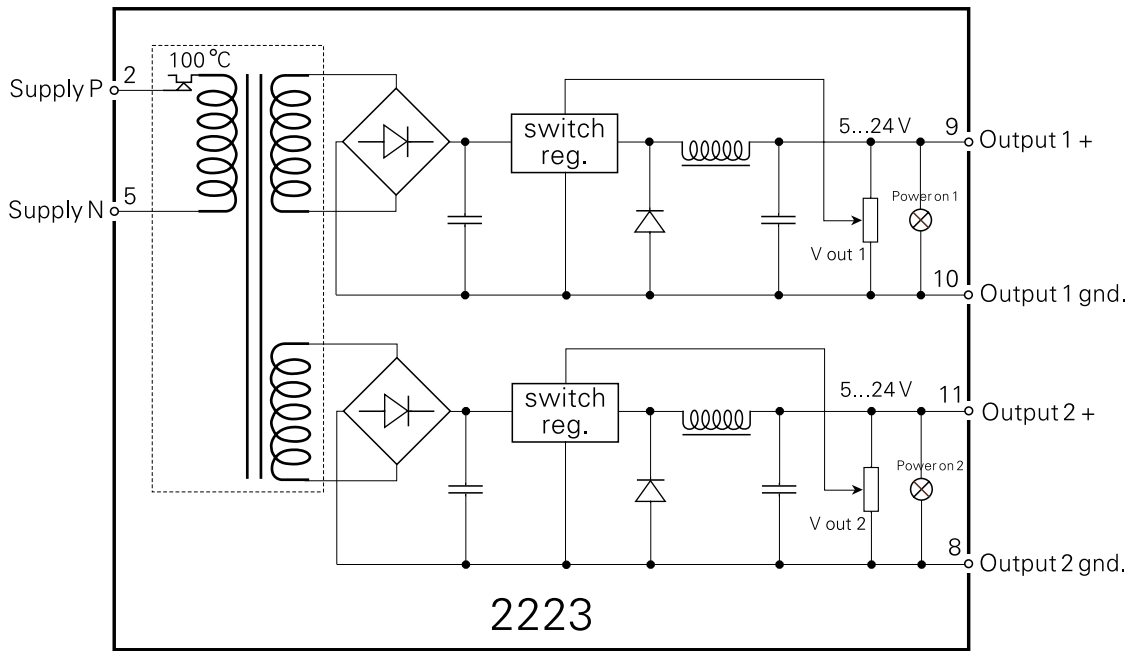 100 °C
2
Supply P
5
Supply N
switch
reg.
5...24 V
9
Output 1 +
Power on 1
V out 1
10
Output 1 gnd.
switch
reg.
5...24 V
11
Output 2 +
Power on 2
V out 2
8
Output 2 gnd.
2223